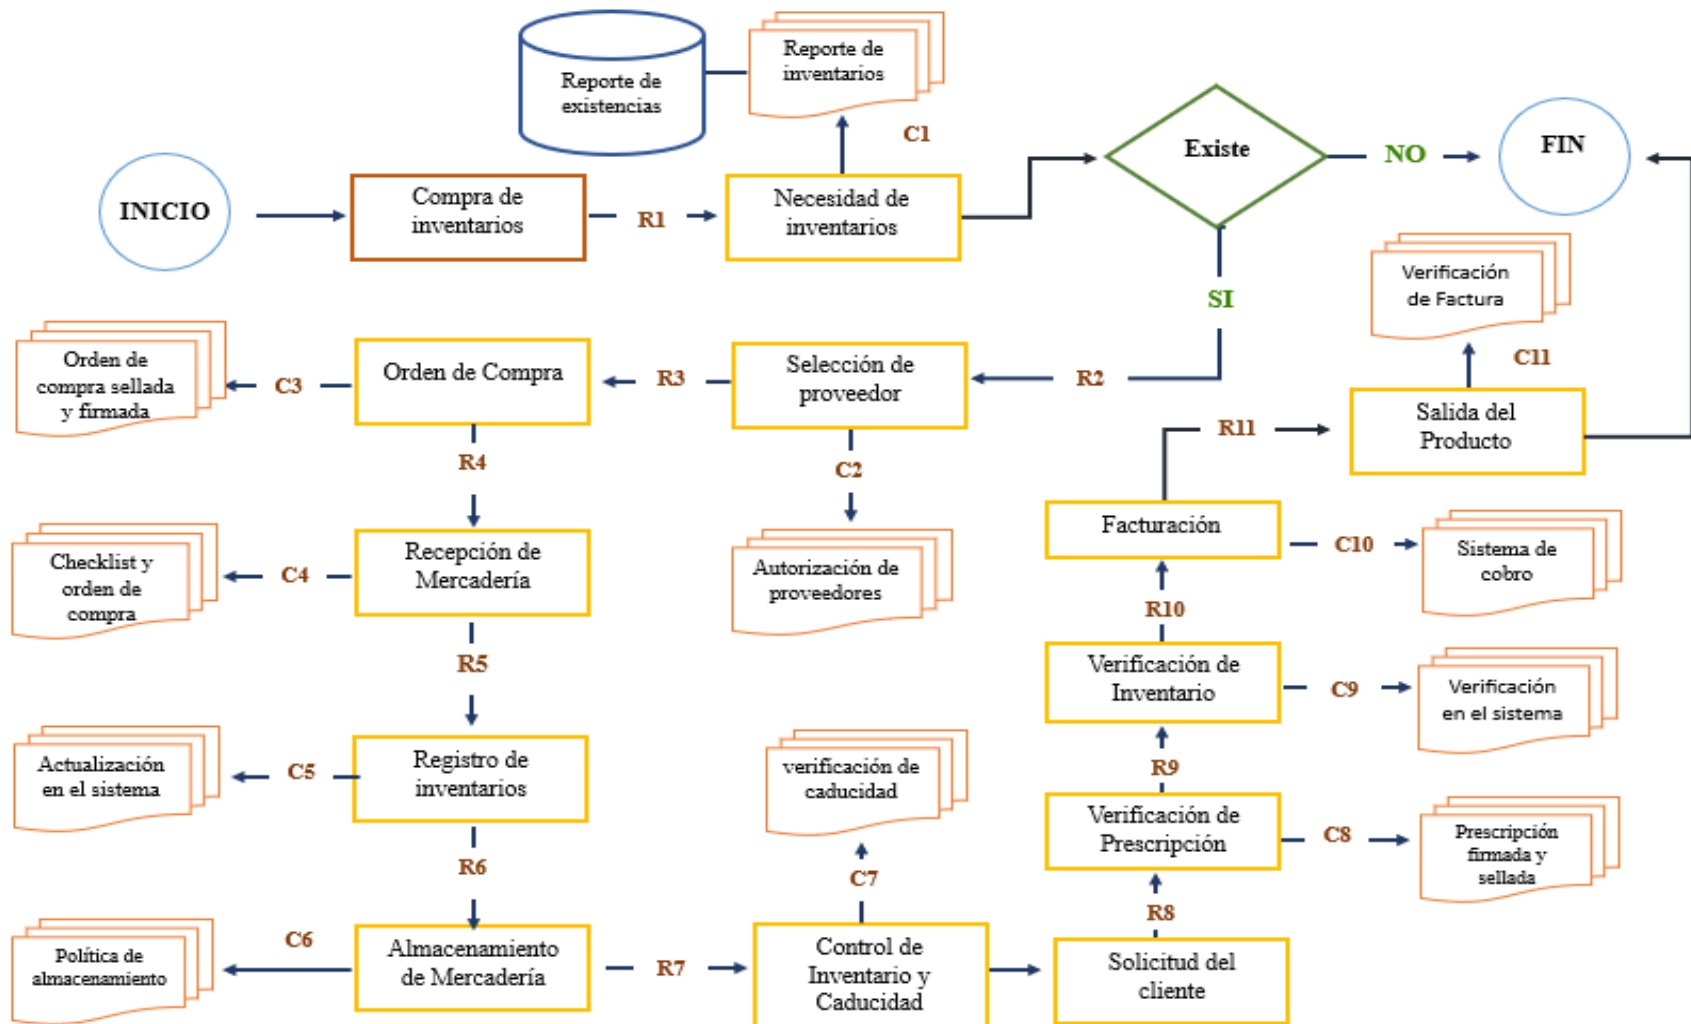 Reporte de
existencias
Reporte de
inventarios
C1
Existe
NO
FIN
INICIO
Compra de
inventarios
R1
Necesidad de
inventarios
SI
Verificación
de Factura
C11
Orden de
compra sellada
y firmada
C3
Orden de Compra
R3
Selección de
proveedor
R2
R11
Salida del
Producto
R4
C2
Checklist y
orden de
compra
C4
Recepción de
Mercadería
Autorización de
proveedores
Facturación
C10
Sistema de
cobro
R10
R5
Verificación de
Inventario
C9
Verificación
en el sistema
Actualización
en el sistema
C5
Registro de
inventarios
verificación de
caducidad
R9
Verificación de
Prescripción
C8
Prescripción
firmada y
sellada
R6
C7
R8
Política de
almacenamiento
C6
Almacenamiento
de Mercadería
R7
Control de
Inventario y
Caducidad
Solicitud del
cliente